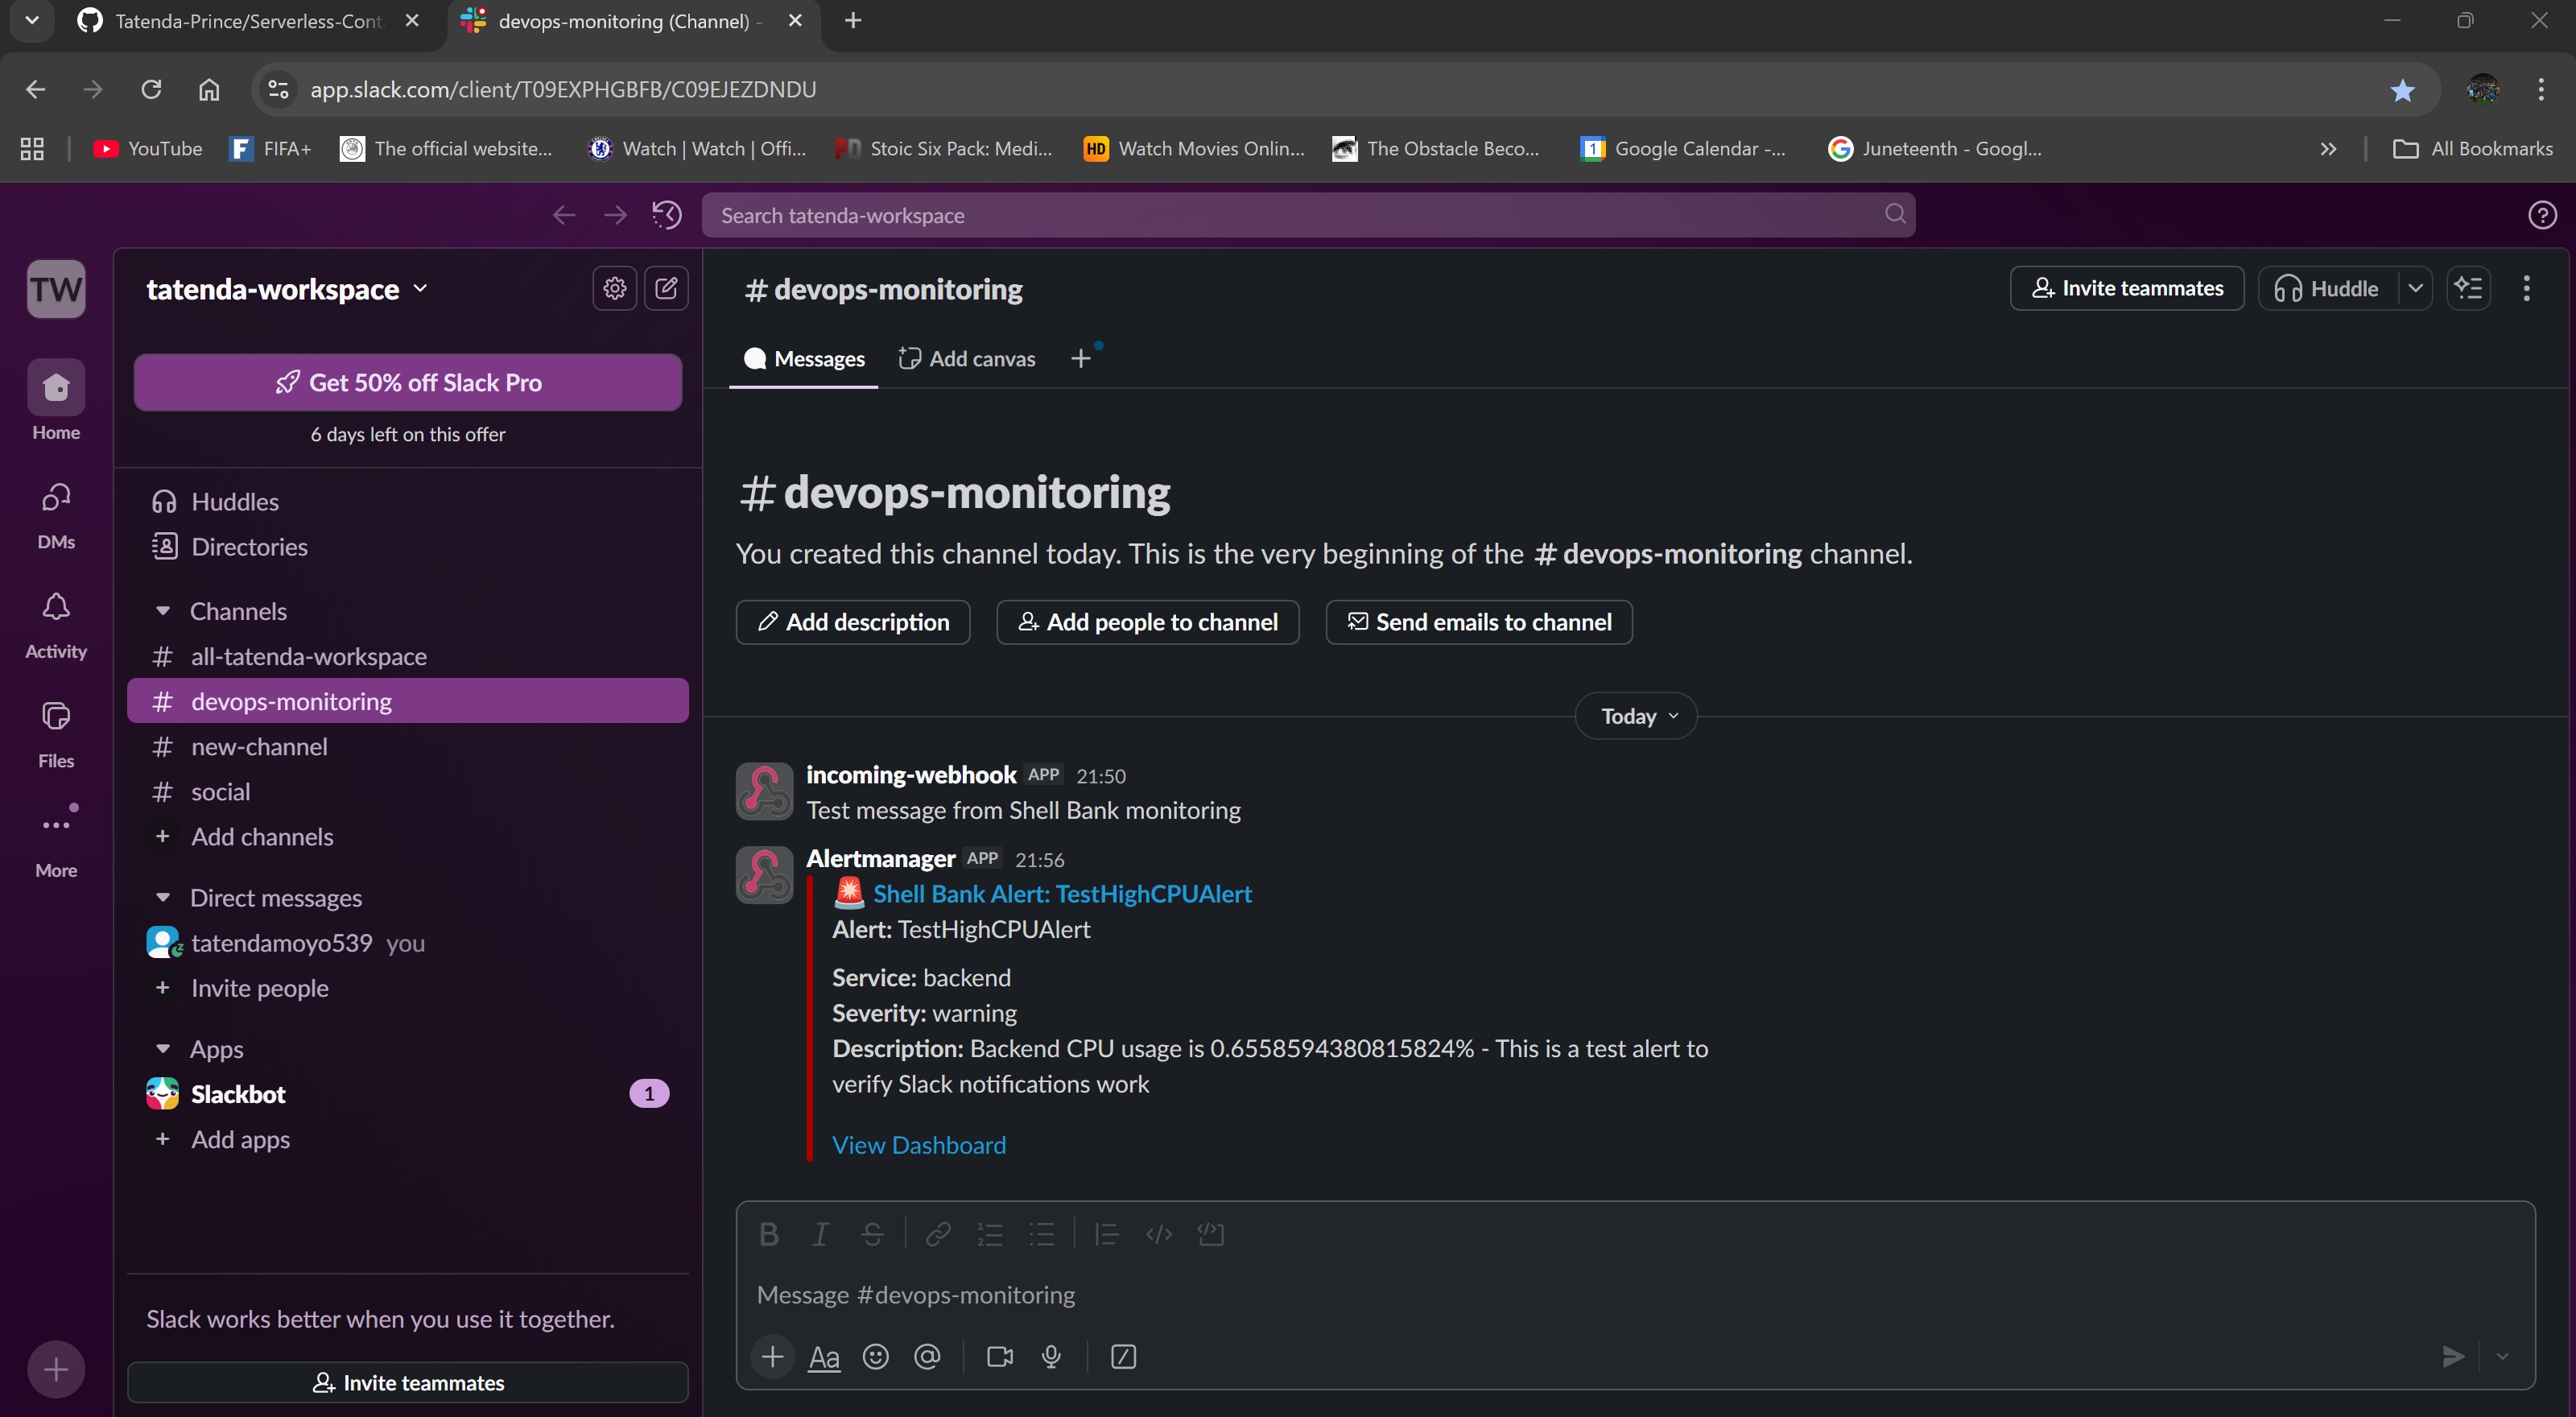 Tatenda-Prince/Serverless-Cont
devops-monitoring (Channel) -
app.slack.com/client/T09EXPHGBFB/C09EJEZDNDU
YouTube
FIFA+
The official website...
Watch | Watch | Offi...
Stoic Six Pack: Medi...
HD
Watch Movies Onlin...
The Obstacle Beco...
Google Calendar -...
Juneteenth - Googl...
All Bookmarks
Search tatenda-workspace
TW
Home
DMs
Activity
Files
More
tatenda-workspace
Get 50% off Slack Pro
6 days left on this offer
Huddles
Directories
Channels
# all-tatenda-workspace
# devops-monitoring
# new-channel
# social
+ Add channels
Direct messages
tatendamoyo539 you
+ Invite people
Apps
Slackbot 1
+ Add apps
Slack works better when you use it together.
Invite teammates
# devops-monitoring
Invite teammates
Huddle
Messages
Add canvas
# devops-monitoring
You created this channel today. This is the very beginning of the # devops-monitoring channel.
Add description
Add people to channel
Send emails to channel
Today
incoming-webhook APP 21:50
Test message from Shell Bank monitoring
Alertmanager APP 21:56
🚨 Shell Bank Alert: TestHighCPUAlert
Alert: TestHighCPUAlert
Service: backend
Severity: warning
Description: Backend CPU usage is 0.6558594380815824% - This is a test alert to
verify Slack notifications work
View Dashboard
Message #devops-monitoring
Aa